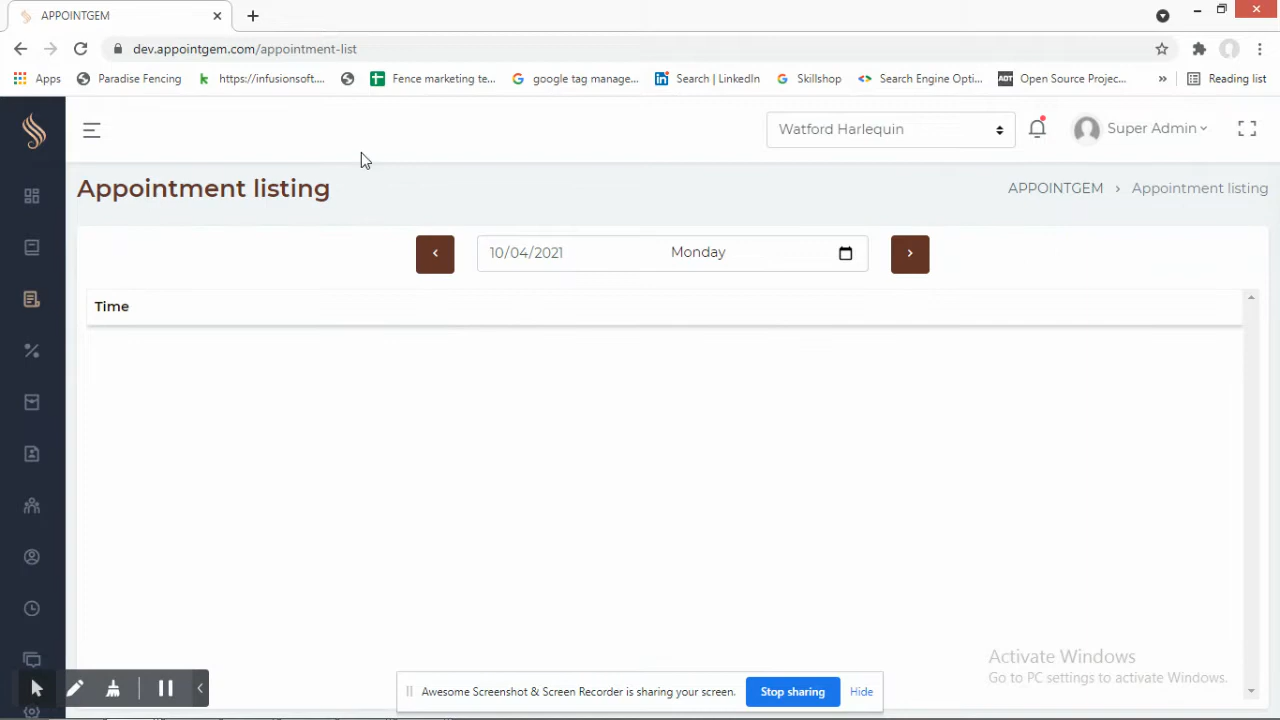 APPOINTGEM
dev.appointgem.com/appointment-list
Apps Paradise Fencing https://infusionsoft.... Fence marketing te... google tag manage... Search | LinkedIn Skillshop Search Engine Opti... AOT Open Source Projec... » Reading list
Watford Harlequin Super Admin
Appointment listing APPOINTGEM > Appointment listing
10/04/2021 Monday
Time
Activate Windows
Go to PC settings to activate Windows.
Awesome Screenshot & Screen Recorder is sharing your screen. Stop sharing Hide